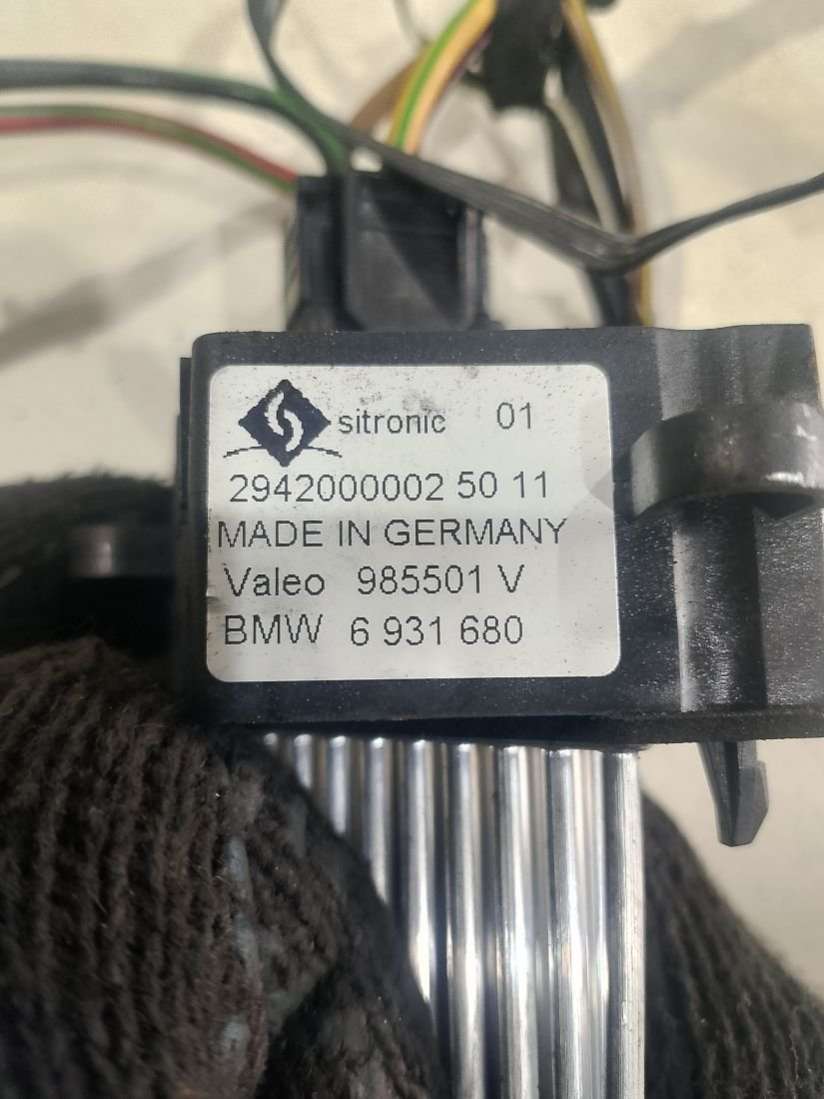 sitronic 01
2942000002 50 11
MADE IN GERMANY
Valeo 985501 V
BMW 6 931 680